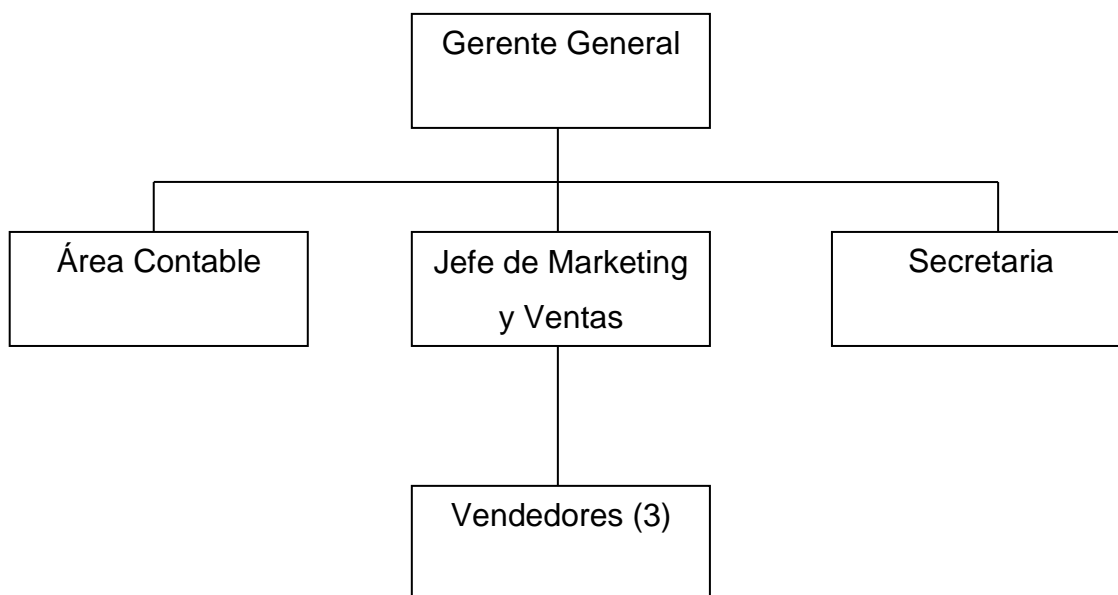 Gerente General
Área Contable
Jefe de Marketing
y Ventas
Secretaria
Vendedores (3)